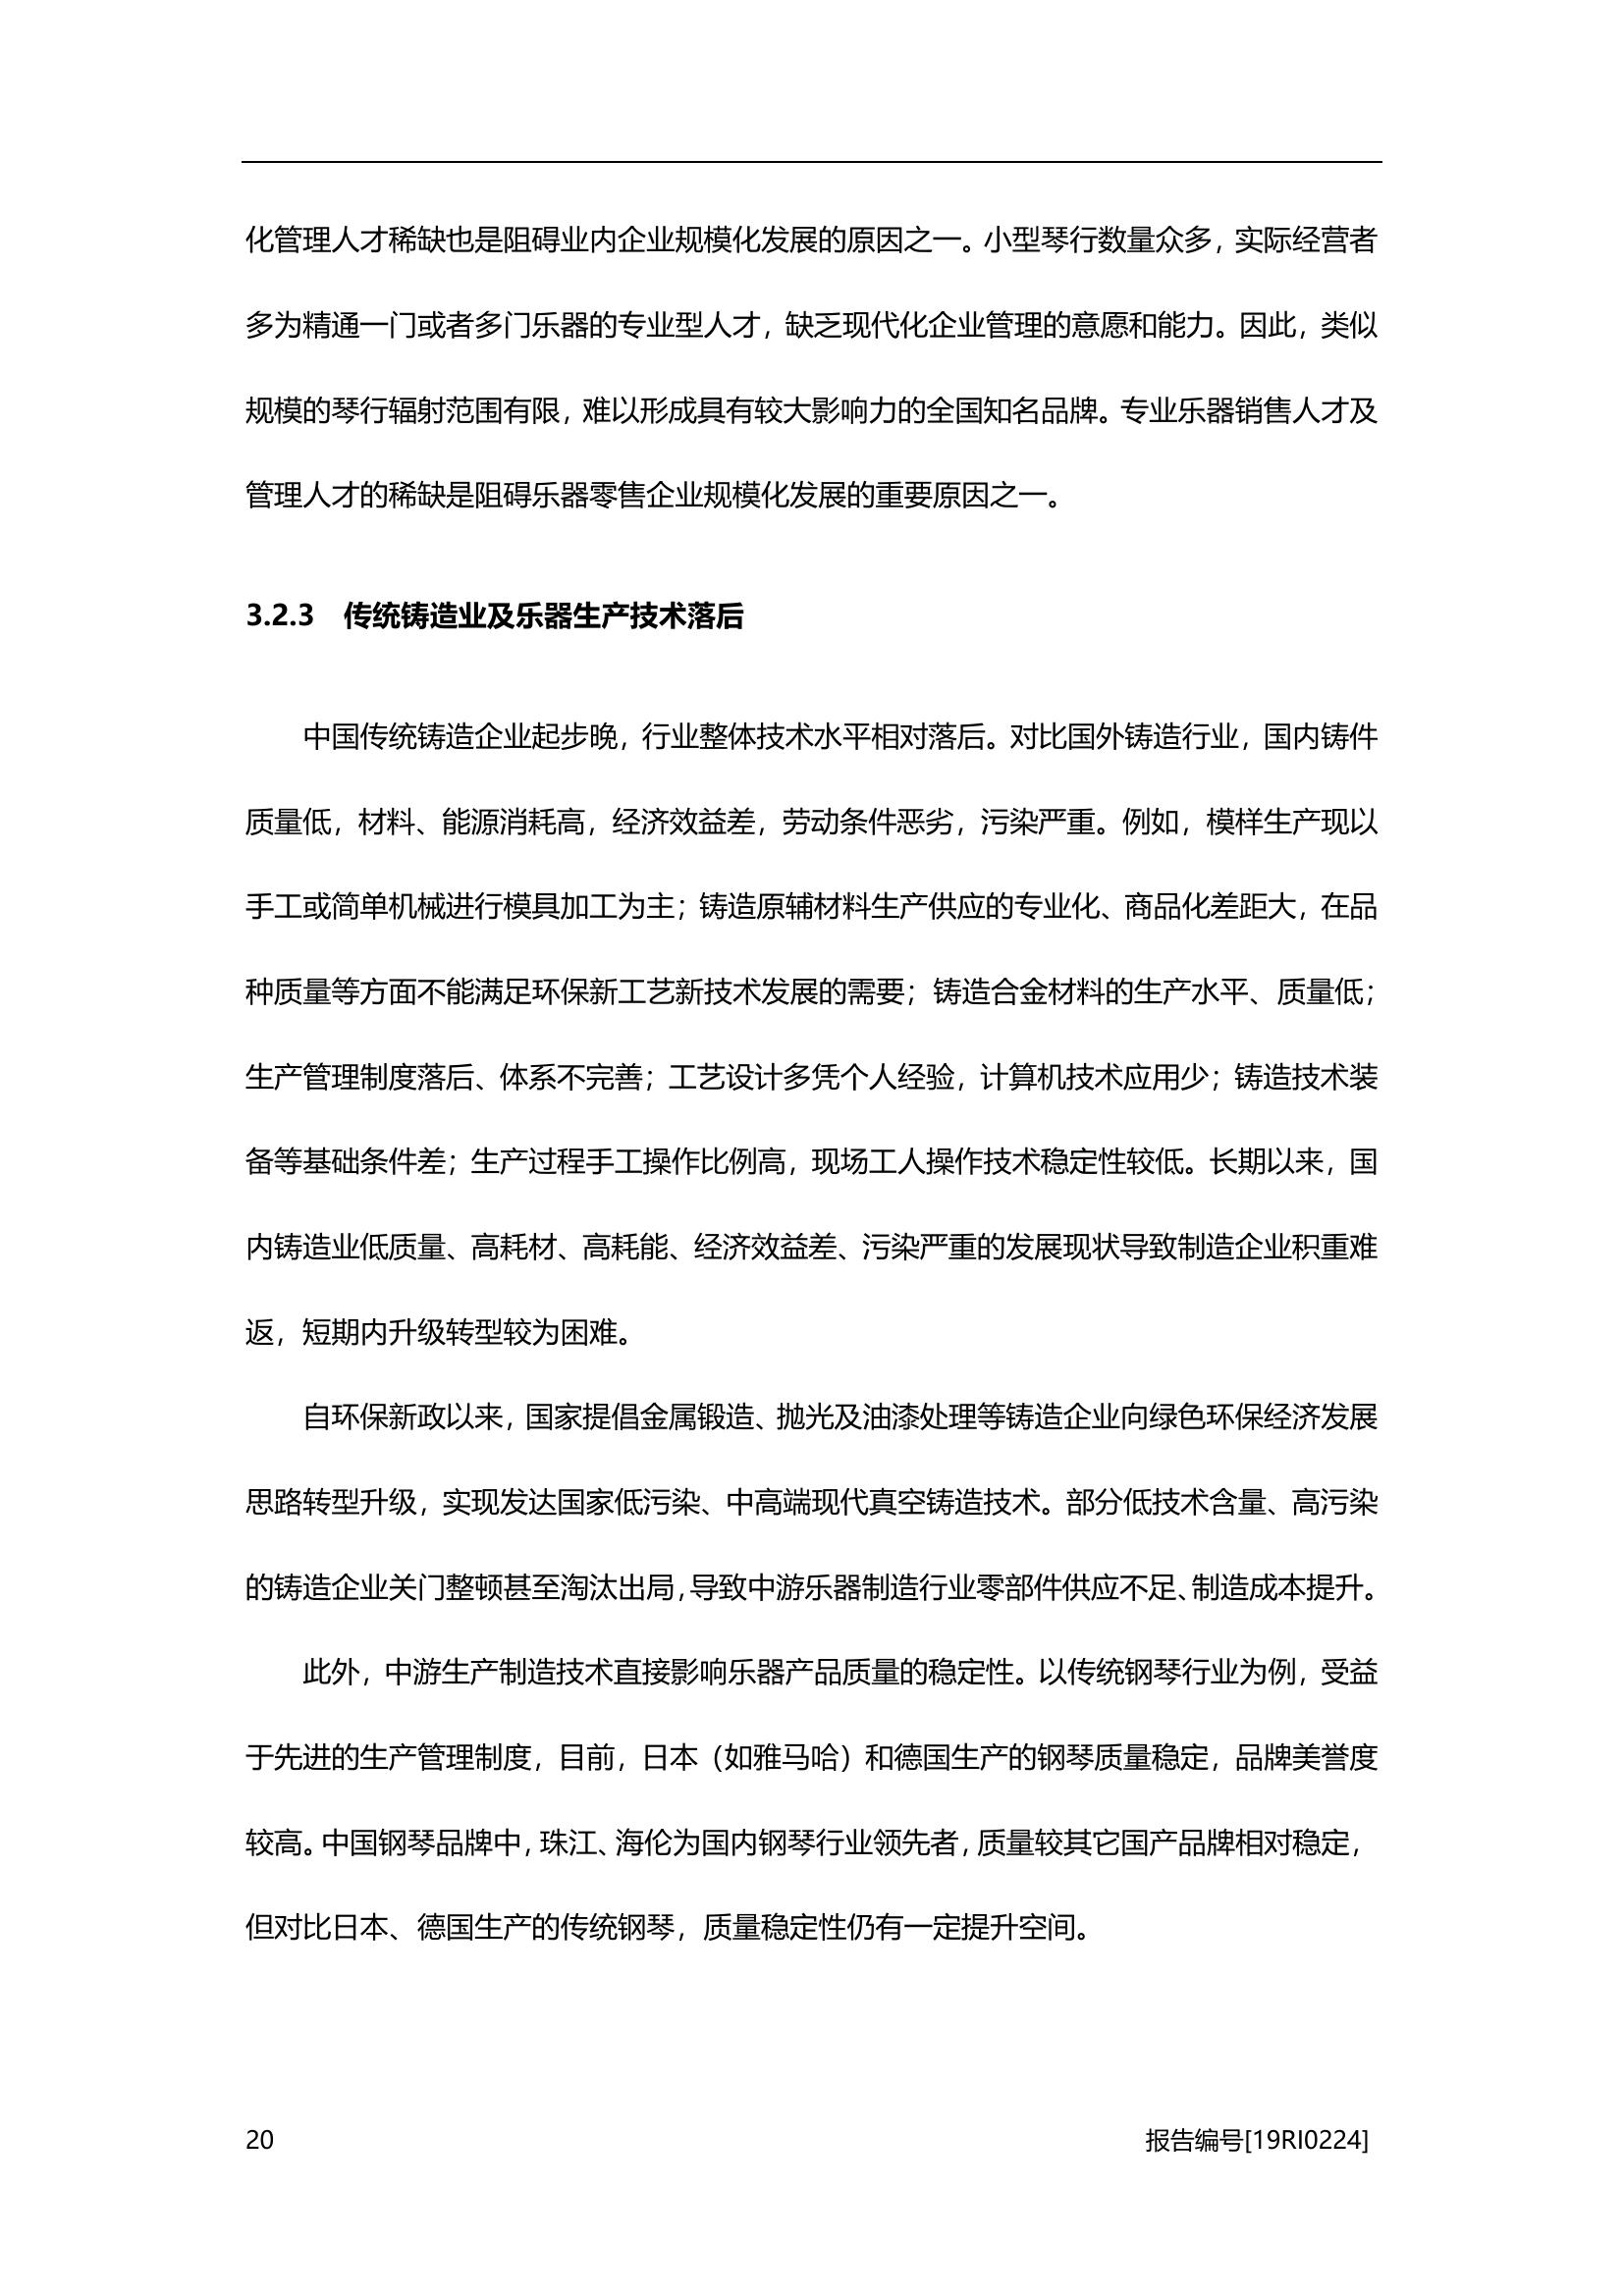 化管理人才稀缺也是阻碍业内企业规模化发展的原因之一。小型琴行数量众多，实际经营者
多为精通一门或者多门乐器的专业型人才，缺乏现代化企业管理的意愿和能力。因此，类似
规模的琴行辐射范围有限，难以形成具有较大影响力的全国知名品牌。专业乐器销售人才及
管理人才的稀缺是阻碍乐器零售企业规模化发展的重要原因之一。
3.2.3 传统铸造业及乐器生产技术落后
中国传统铸造企业起步晚，行业整体技术水平相对落后。对比国外铸造行业，国内铸件
质量低，材料、能源消耗高，经济效益差，劳动条件恶劣，污染严重。例如，模样生产现以
手工或简单机械进行模具加工为主；铸造原辅材料生产供应的专业化、商品化差距大，在品
种质量等方面不能满足环保新工艺新技术发展的需要；铸造合金材料的生产水平、质量低；
生产管理制度落后、体系不完善；工艺设计多凭个人经验，计算机技术应用少；铸造技术装
备等基础条件差；生产过程手工操作比例高，现场工人操作技术稳定性较低。长期以来，国
内铸造业低质量、高耗材、高耗能、经济效益差、污染严重的发展现状导致制造企业积重难
返，短期内升级转型较为困难。
自环保新政以来，国家提倡金属锻造、抛光及油漆处理等铸造企业向绿色环保经济发展
思路转型升级，实现发达国家低污染、中高端现代真空铸造技术。部分低技术含量、高污染
的铸造企业关门整顿甚至淘汰出局，导致中游乐器制造行业零部件供应不足、制造成本提升。
此外，中游生产制造技术直接影响乐器产品质量的稳定性。以传统钢琴行业为例，受益
于先进的生产管理制度，目前，日本（如雅马哈）和德国生产的钢琴质量稳定，品牌美誉度
较高。中国钢琴品牌中，珠江、海伦为国内钢琴行业领先者，质量较其它国产品牌相对稳定，
但对比日本、德国生产的传统钢琴，质量稳定性仍有一定提升空间。
20 报告编号[19RI0224]